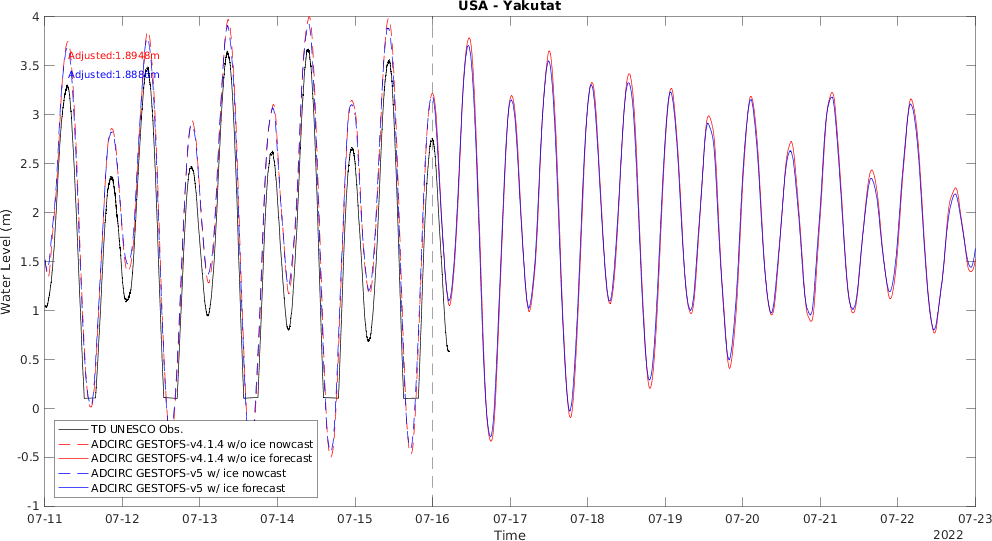 USA - Yakutat
Adjusted:1.8948m
Water Level (m)
4
3.5
3
2.5
2
1.5
1
0.5
0
-0.5
-1
TD UNESCO Obs.
ADCIRC GESTOFS-v4.1.4 w/o ice nowcast
ADCIRC GESTOFS-v4.1.4 w/o ice forecast
ADCIRC GESTOFS-v5 w/ ice nowcast
ADCIRC GESTOFS-v5 w/ ice forecast
07-11 07-12 07-13 07-14 07-15 07-16 07-17 07-18 07-19 07-20 07-21 07-22 07-23
Time
2022